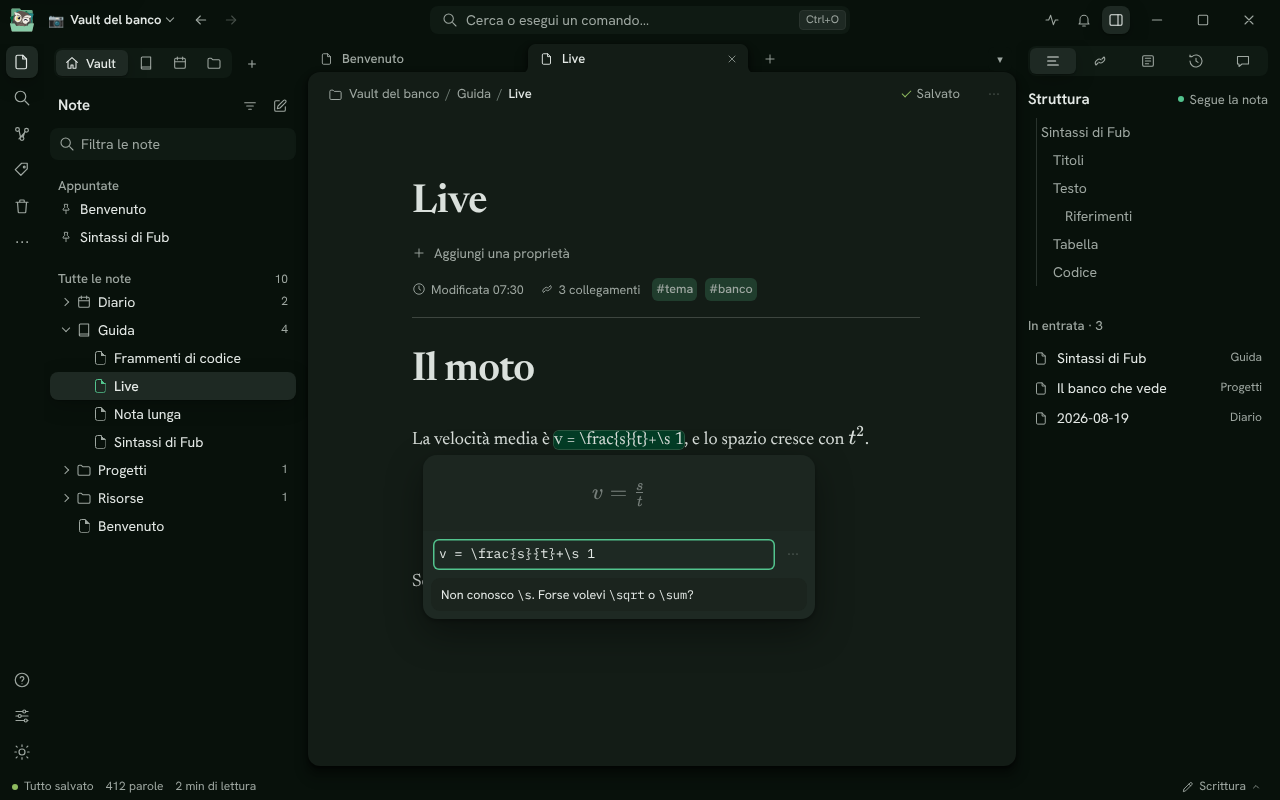 Vault del banco
Cerca o esegui un comando…
Ctrl+O
Vault
Benvenuto
Live
Note
Filtra le note
Appuntate
Benvenuto
Sintassi di Fub
Tutte le note 10
Diario 2
Guida 4
Frammenti di codice
Live
Nota lunga
Sintassi di Fub
Progetti 1
Risorse 1
Benvenuto
Vault del banco / Guida / Live
Salvato
Live
Aggiungi una proprietà
Modificata 07:30 3 collegamenti #tema #banco
Il moto
La velocità media è v = \frac{s}{t}+\s 1, e lo spazio cresce con t².
v = s/t
v = \frac{s}{t}+\s 1
Non conosco \s. Forse volevi \sqrt o \sum?
Struttura
Segue la nota
Sintassi di Fub
Titoli
Testo
Riferimenti
Tabella
Codice
In entrata · 3
Sintassi di Fub Guida
Il banco che vede Progetti
2026-08-19 Diario
Tutto salvato 412 parole 2 min di lettura
Scrittura